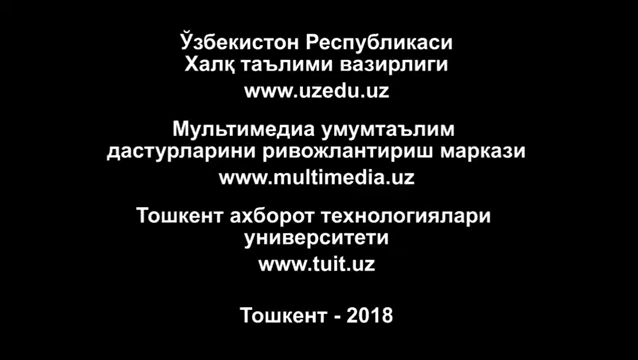 Ўзбекистон Республикаси
Халқ таълими вазирлиги
www.uzedu.uz
Мультимедиа умумтаълим
дастурларини ривожлантириш маркази
www.multimedia.uz
Тошкент ахборот технологиялари
университети
www.tuit.uz
Тошкент - 2018